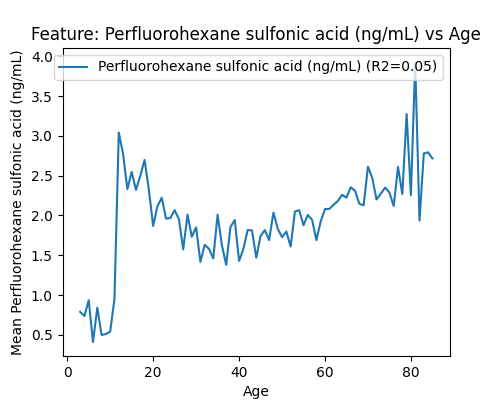 Feature: Perfluorohexane sulfonic acid (ng/mL) vs Age
Perfluorohexane sulfonic acid (ng/mL) (R2=0.05)
Mean Perfluorohexane sulfonic acid (ng/mL)
4.0
3.5
3.0
2.5
2.0
1.5
1.0
0.5
0 20 40 60 80
Age